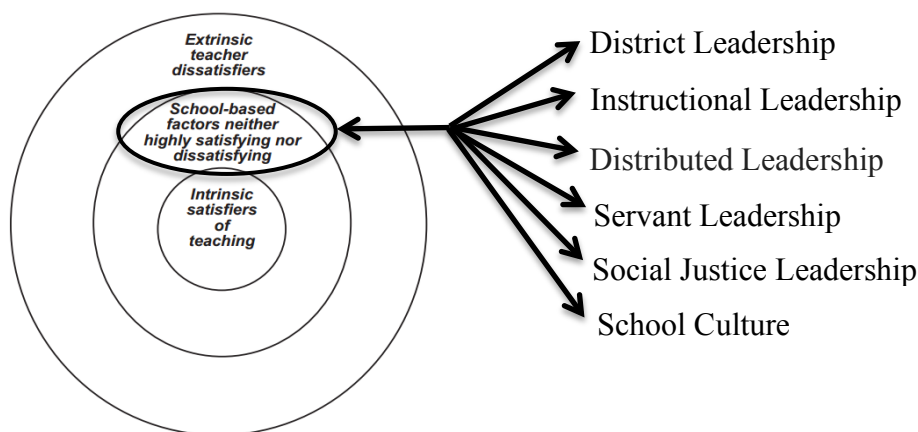 Extrinsic
teacher
dissatisfiers
School-based
factors neither
highly satisfying nor
dissatisfying
Intrinsic
satisfiers
of
teaching
District Leadership
Instructional Leadership
Distributed Leadership
Servant Leadership
Social Justice Leadership
School Culture